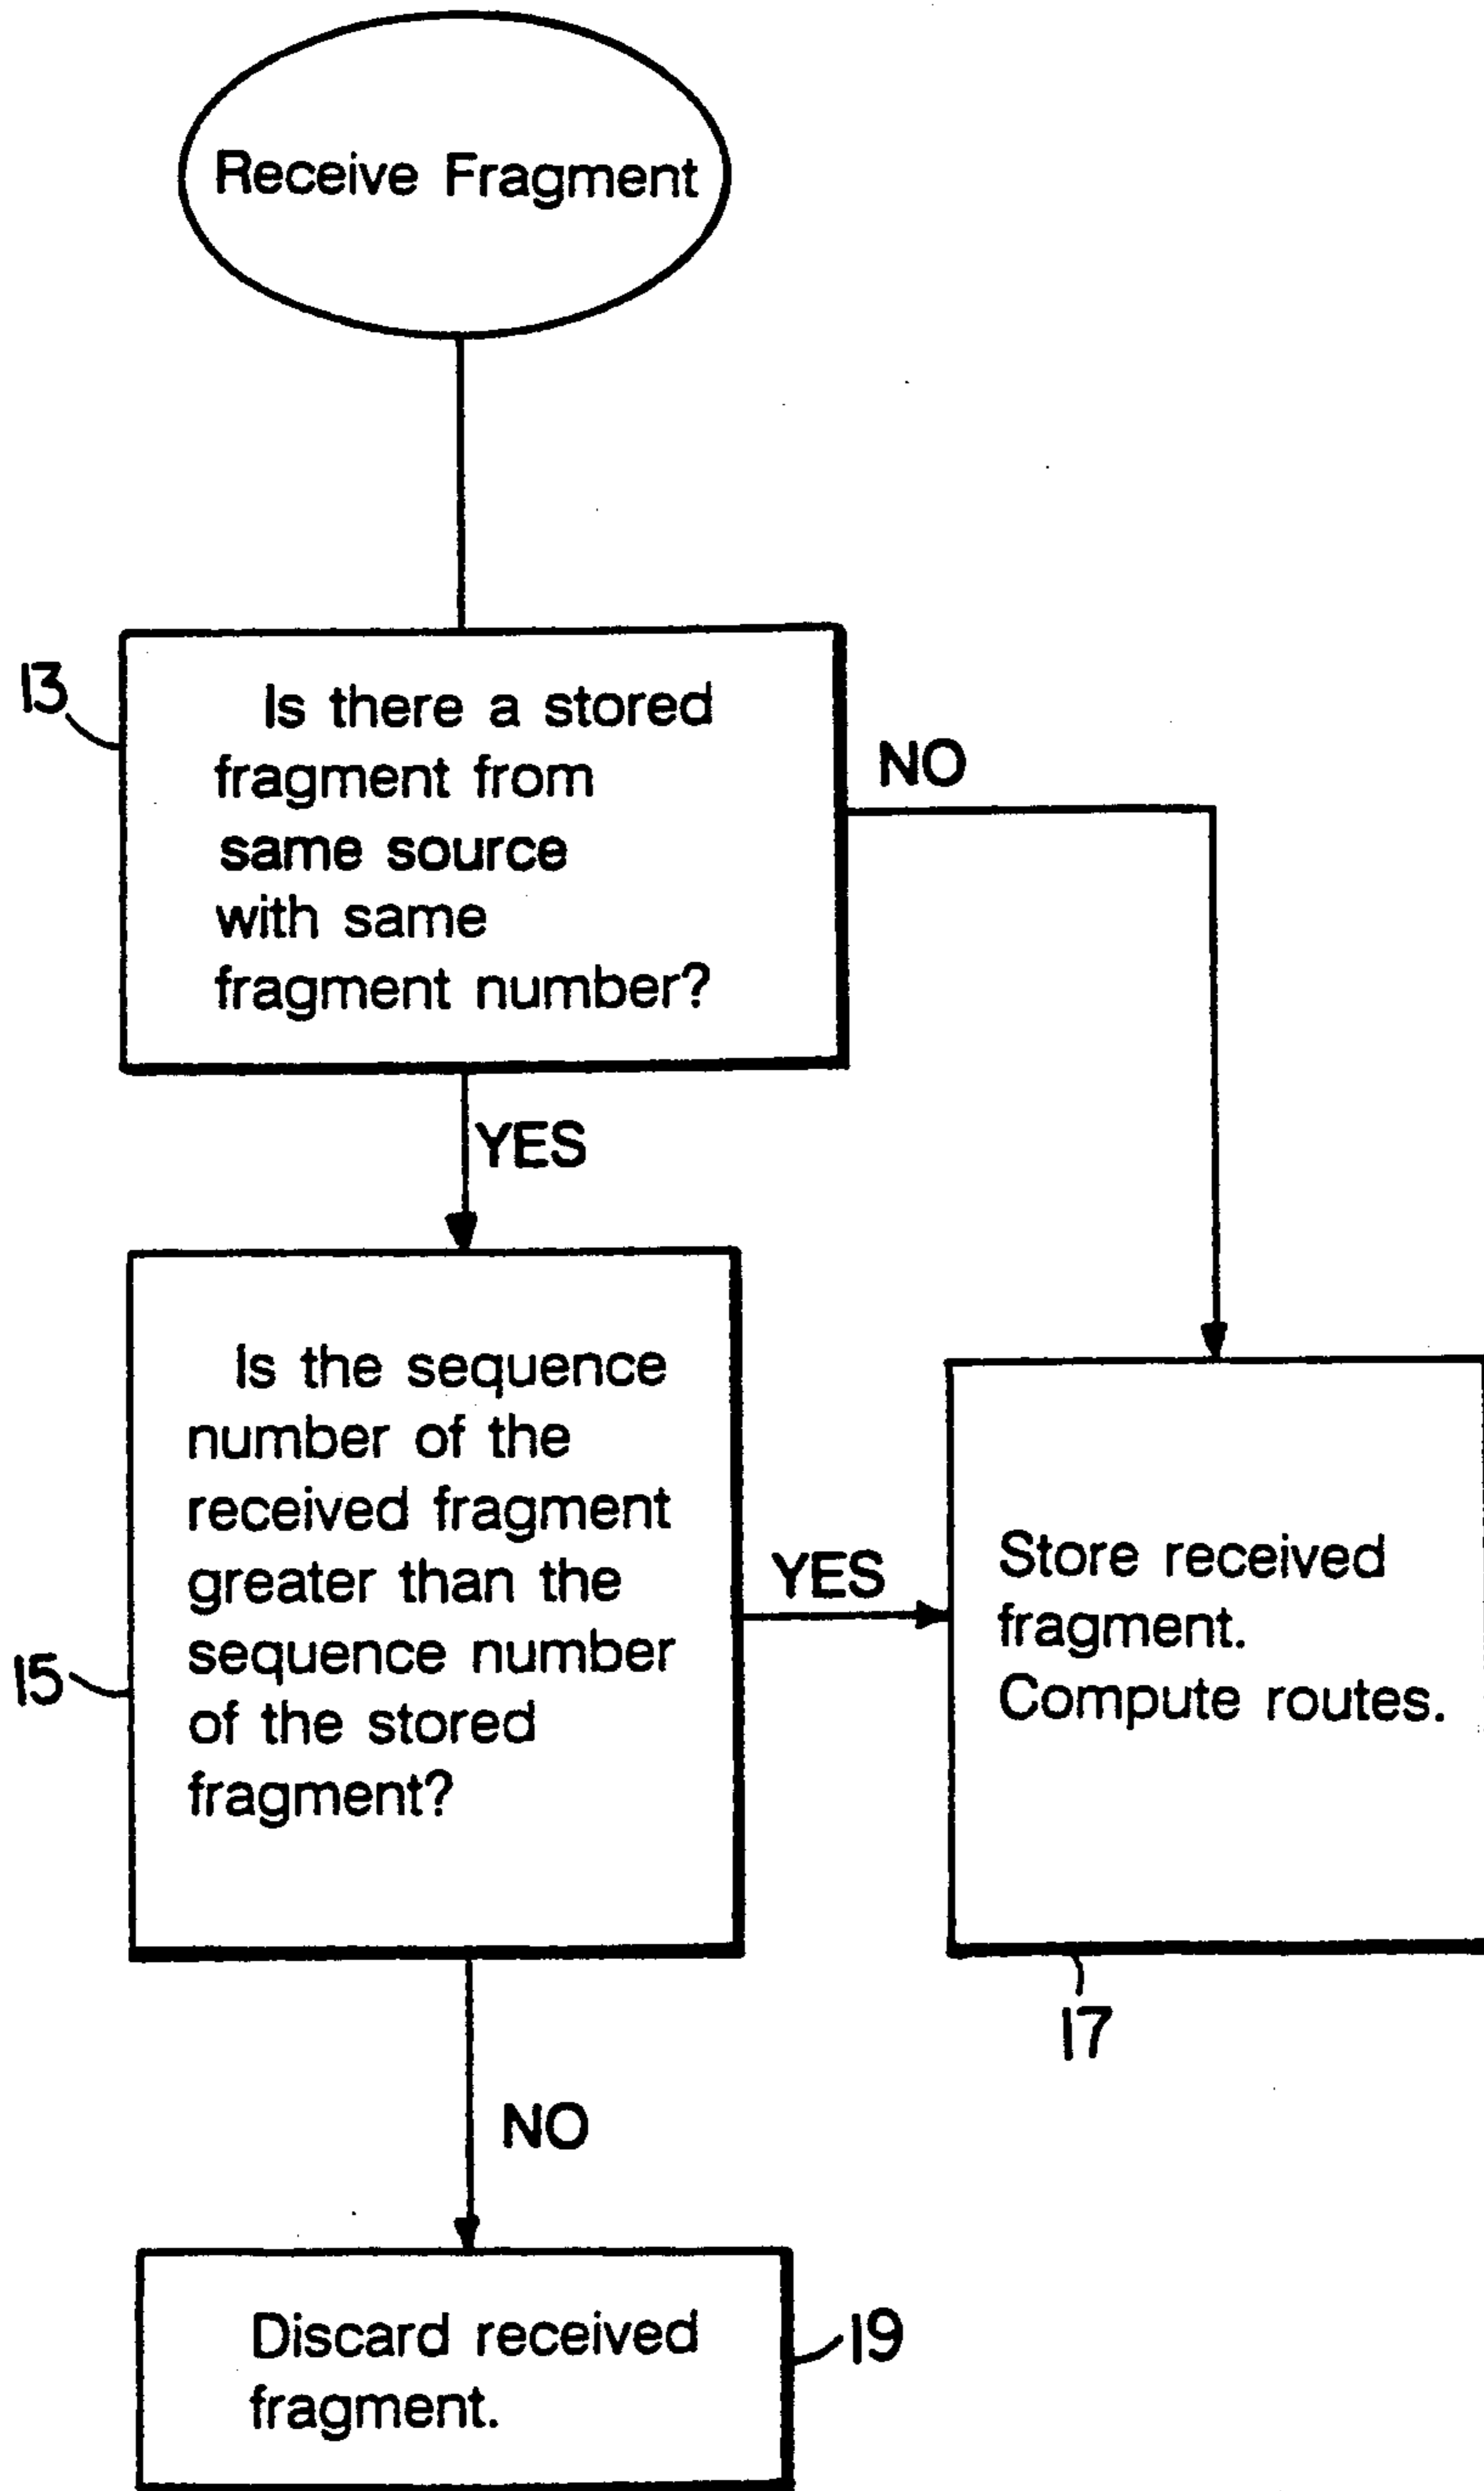 Receive Fragment
13
Is there a stored
fragment from
same source
with same
fragment number?
NO
YES
15
Is the sequence
number of the
received fragment
greater than the
sequence number
of the stored
fragment?
YES
Store received
fragment.
Compute routes.
17
NO
Discard received
fragment.
19